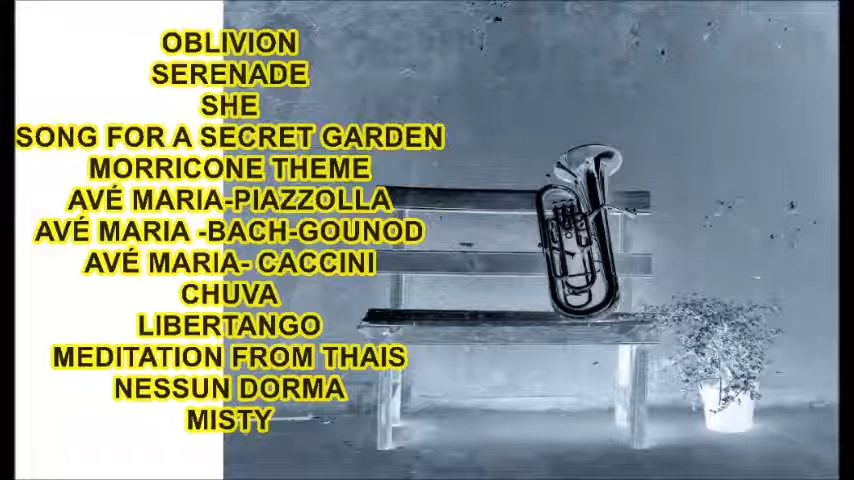 OBLIVION
SERENADE
SHE
SONG FOR A SECRET GARDEN
MORRICONE THEME
AVÉ MARIA-PIAZZOLLA
AVÉ MARIA -BACH-GOUNOD
AVÉ MARIA- CACCINI
CHUVA
LIBERTANGO
MEDITATION FROM THAIS
NESSUN DORMA
MISTY